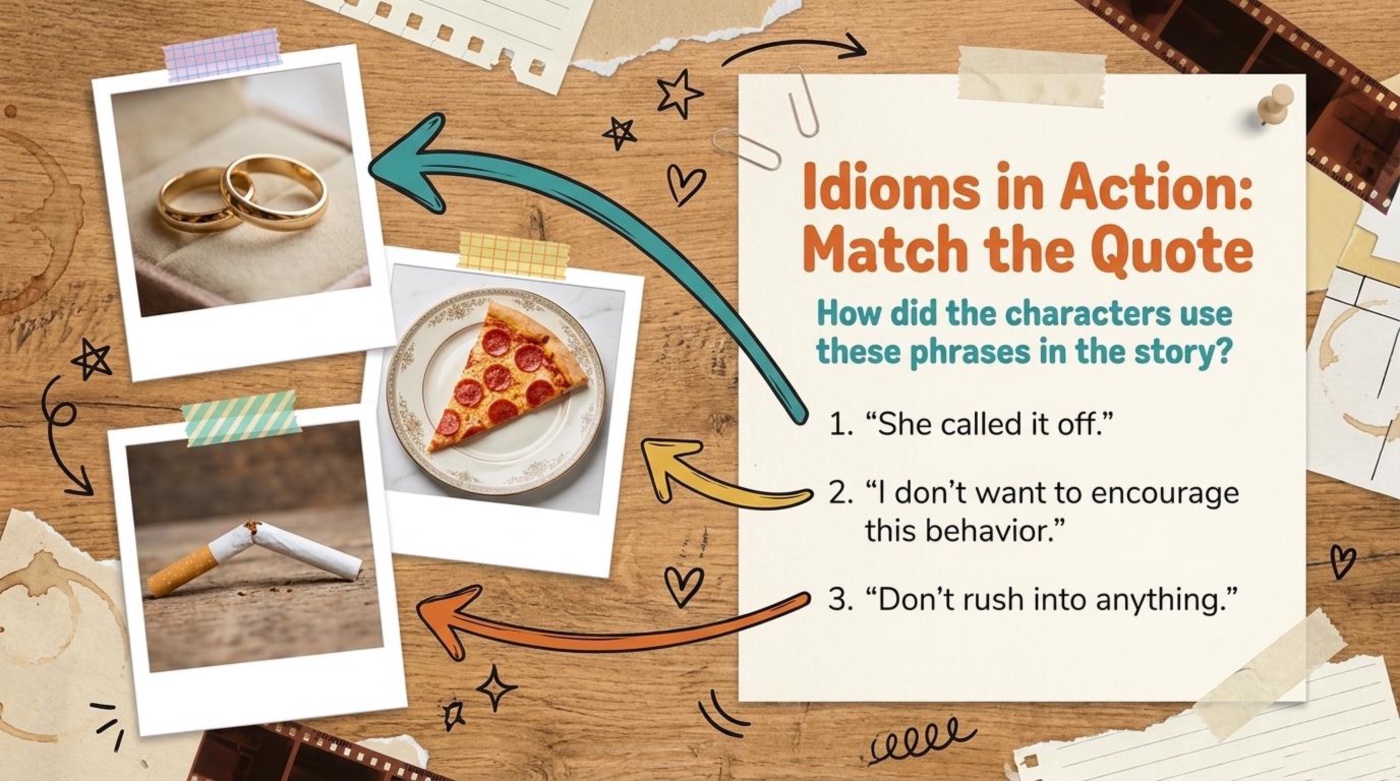 Idioms in Action:
Match the Quote
How did the characters use
these phrases in the story?
1. “She called it off.”
2. “I don’t want to encourage
this behavior.”
3. “Don’t rush into anything.”